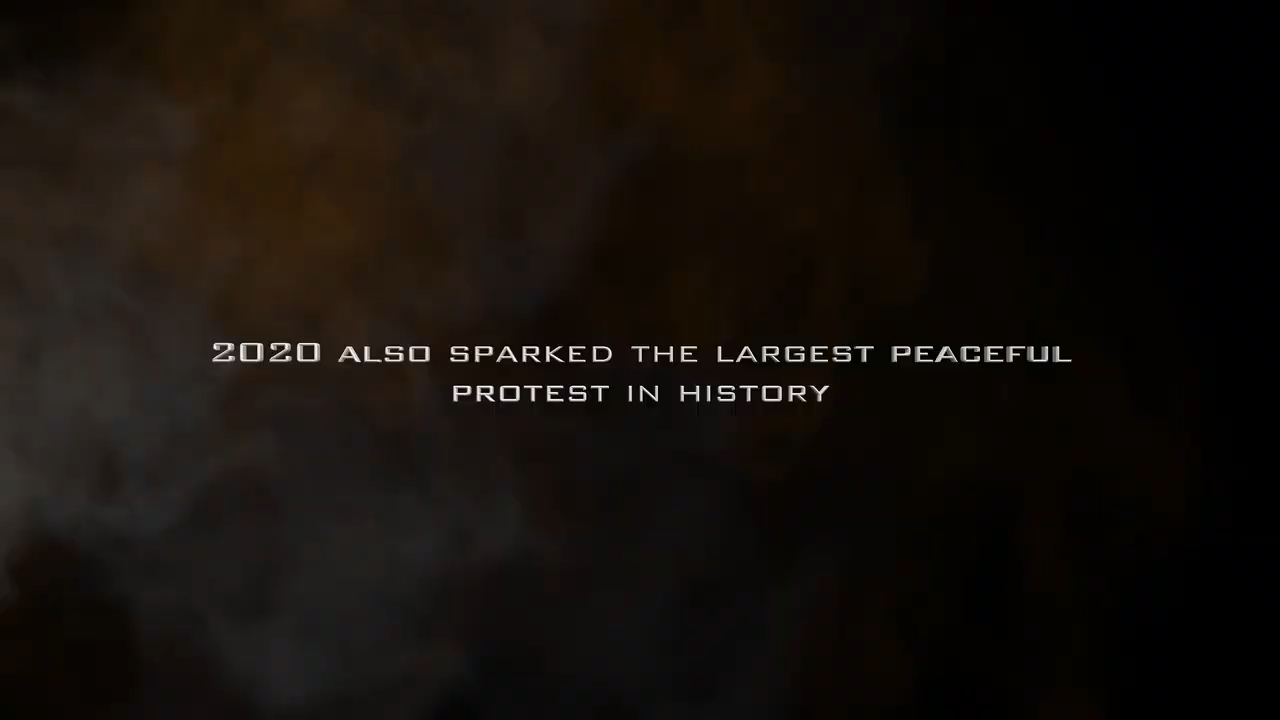 2020 ALSO SPARKED THE LARGEST PEACEFUL
PROTEST IN HISTORY